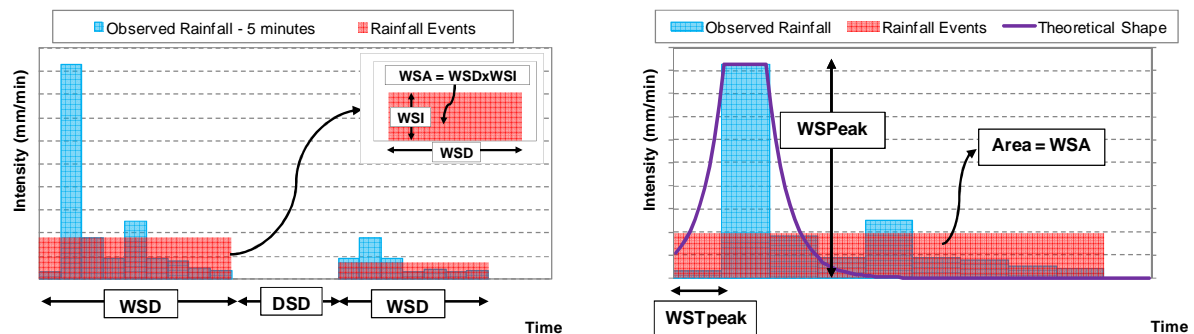 Observed Rainfall - 5 minutes
Rainfall Events
Intensity (mm/min)
WSA = WSDxWSI
WSI
WSD
WSD
DSD
WSD
Time
Observed Rainfall
Rainfall Events
Theoretical Shape
Intensity (mm/min)
WSPeak
Area = WSA
WSTpeak
Time